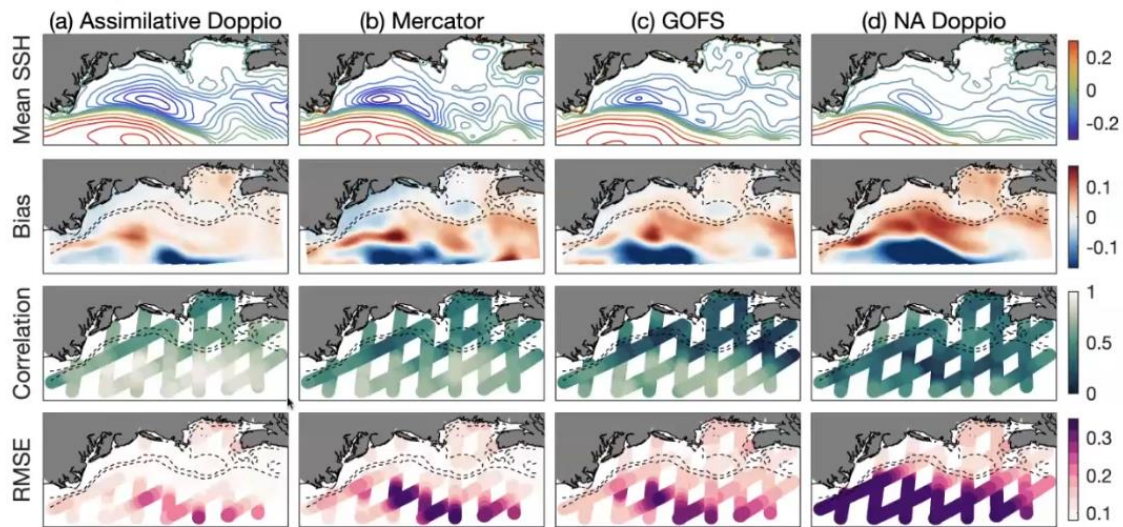 (a) Assimilative Doppio (b) Mercator (c) GOFS (d) NA Doppio
Mean SSH
0.2
0
-0.2
Bias
0.1
0
-0.1
Correlation
1
0.5
0
RMSE
0.3
0.2
0.1